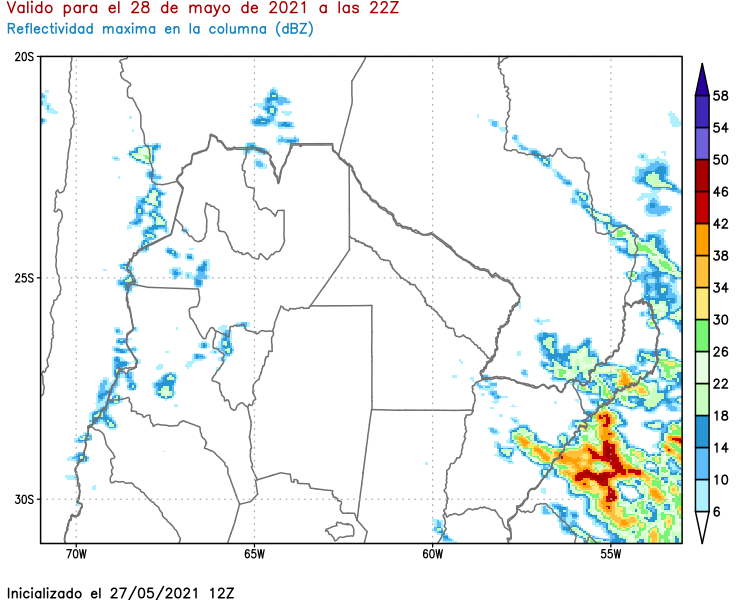 Valido para el 28 de mayo de 2021 a las 22Z
Reflectividad maxima en la columna (dBZ)
20S
25S
30S
70W 65W 60W 55W
58
54
50
46
42
38
34
30
26
22
18
14
10
6
Inicializado el 27/05/2021 12Z